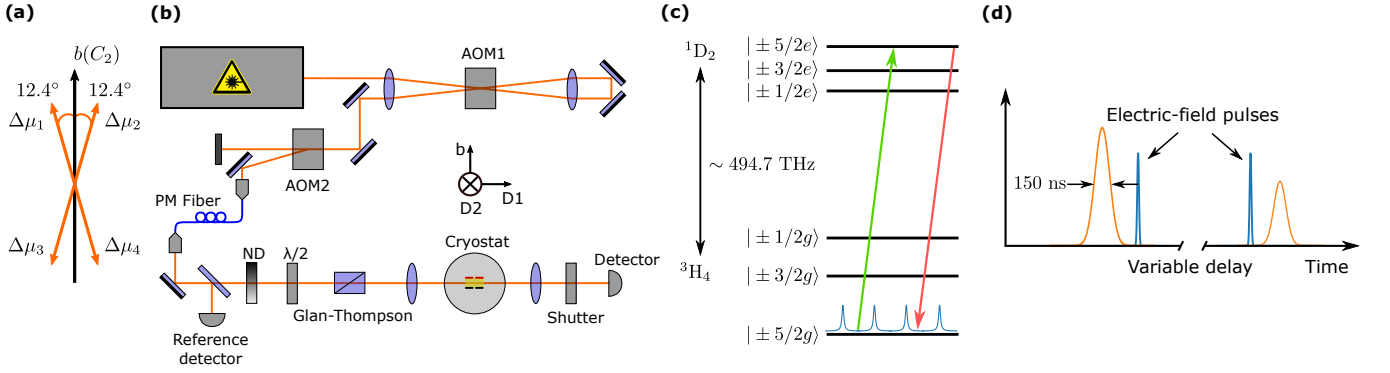 (a)
b(C₂)
12.4° 12.4°
Δμ₁ Δμ₂
Δμ₃ Δμ₄
(b)
AOM1
AOM2
PM Fiber
b
D1
D2
ND
λ/2
Cryostat
Detector
Glan-Thompson
Shutter
Reference
detector
(c)
¹D₂
| ± 5/2e⟩
| ± 3/2e⟩
| ± 1/2e⟩
~ 494.7 THz
| ± 1/2g⟩
³H₄
| ± 3/2g⟩
| ± 5/2g⟩
(d)
Electric-field pulses
150 ns
Variable delay
Time